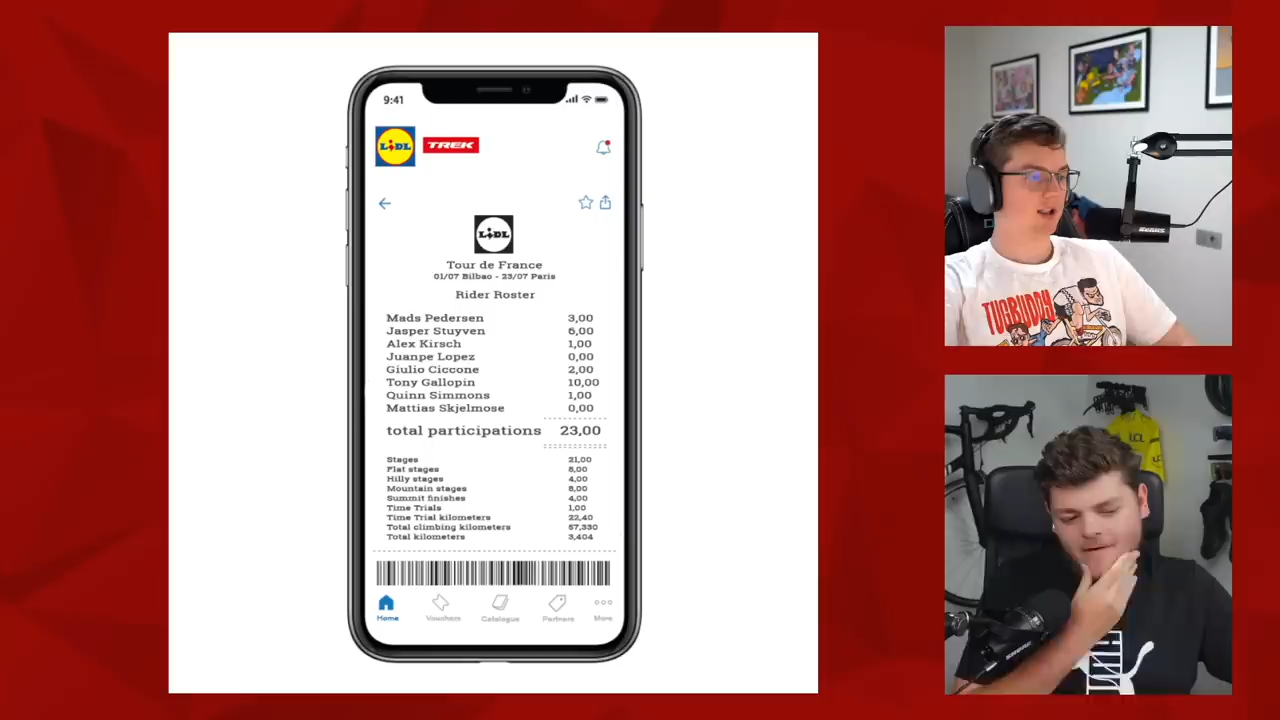 9:41
LiDL
TREK
LiDL
Tour de France
01/07 Bilbao - 23/07 Paris
Rider Roster
Mads Pedersen 3,00
Jasper Stuyven 6,00
Alex Kirsch 1,00
Juanpe Lopez 0,00
Giulio Ciccone 2,00
Tony Gallopin 10,00
Quinn Simmons 1,00
Mattias Skjelmose 0,00
total participations 23,00
Stages 21,00
Flat stages 8,00
Hilly stages 4,00
Mountain stages 8,00
Summit finishes 4,00
Time Trials 1,00
Time Trial kilometers 22,40
Total climbing kilometers 57,330
Total kilometers 3,404
Home
Vouchers
Catalogue
Partners
More
TUGBUDDY
SHURE
LCL